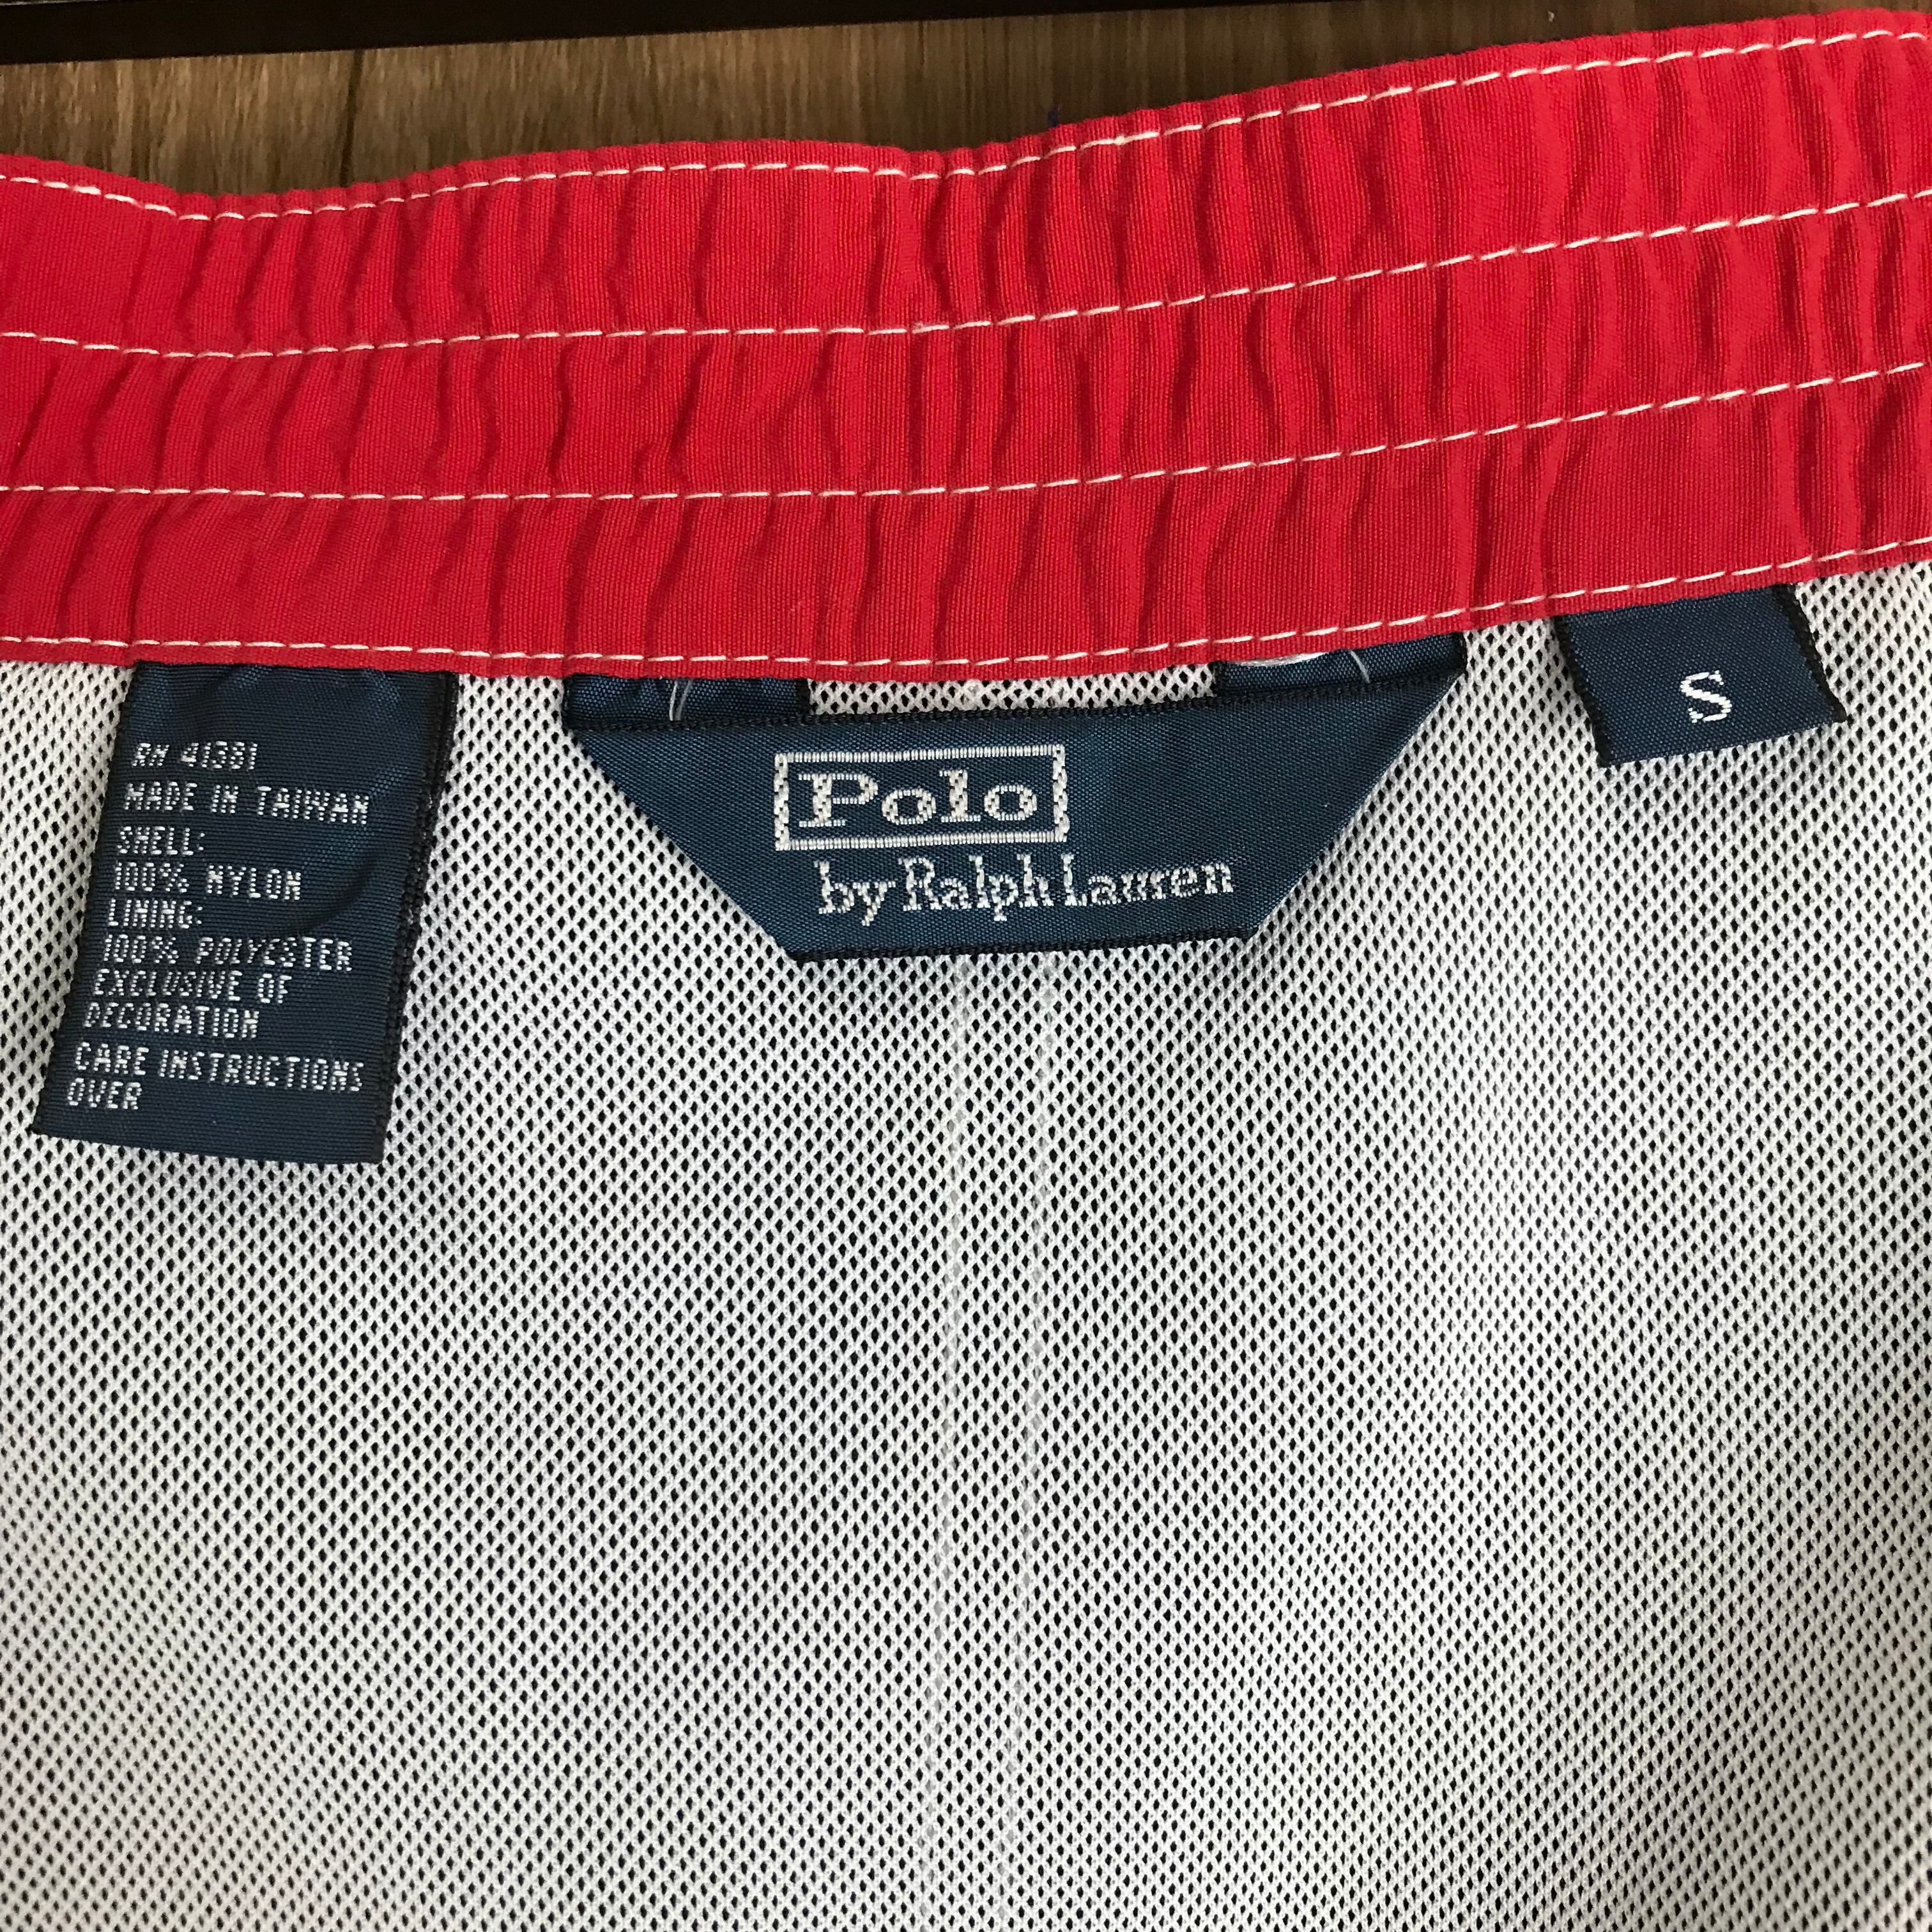 RN 41381
MADE IN TAIWAN
SHELL:
100% NYLON
LINING:
100% POLYESTER
EXCLUSIVE OF
DECORATION
CARE INSTRUCTIONS
OVER
Polo
by Ralph Lauren
S